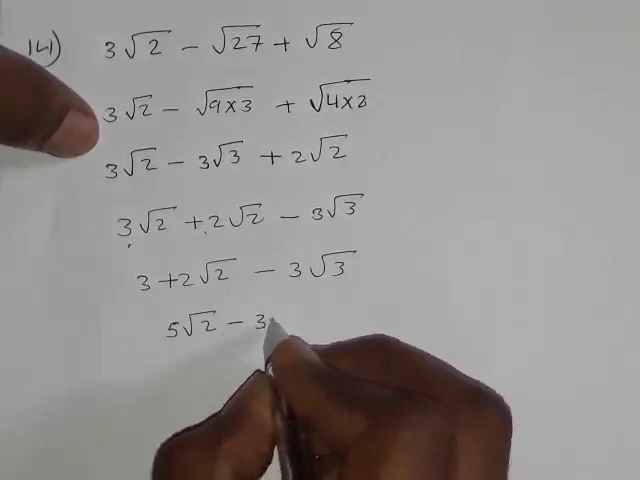 14) 3√2 − √27 + √8
3√2 − √9×3 + √4×2
3√2 − 3√3 + 2√2
3√2 + 2√2 − 3√3
3+2√2 − 3√3
5√2 − 3